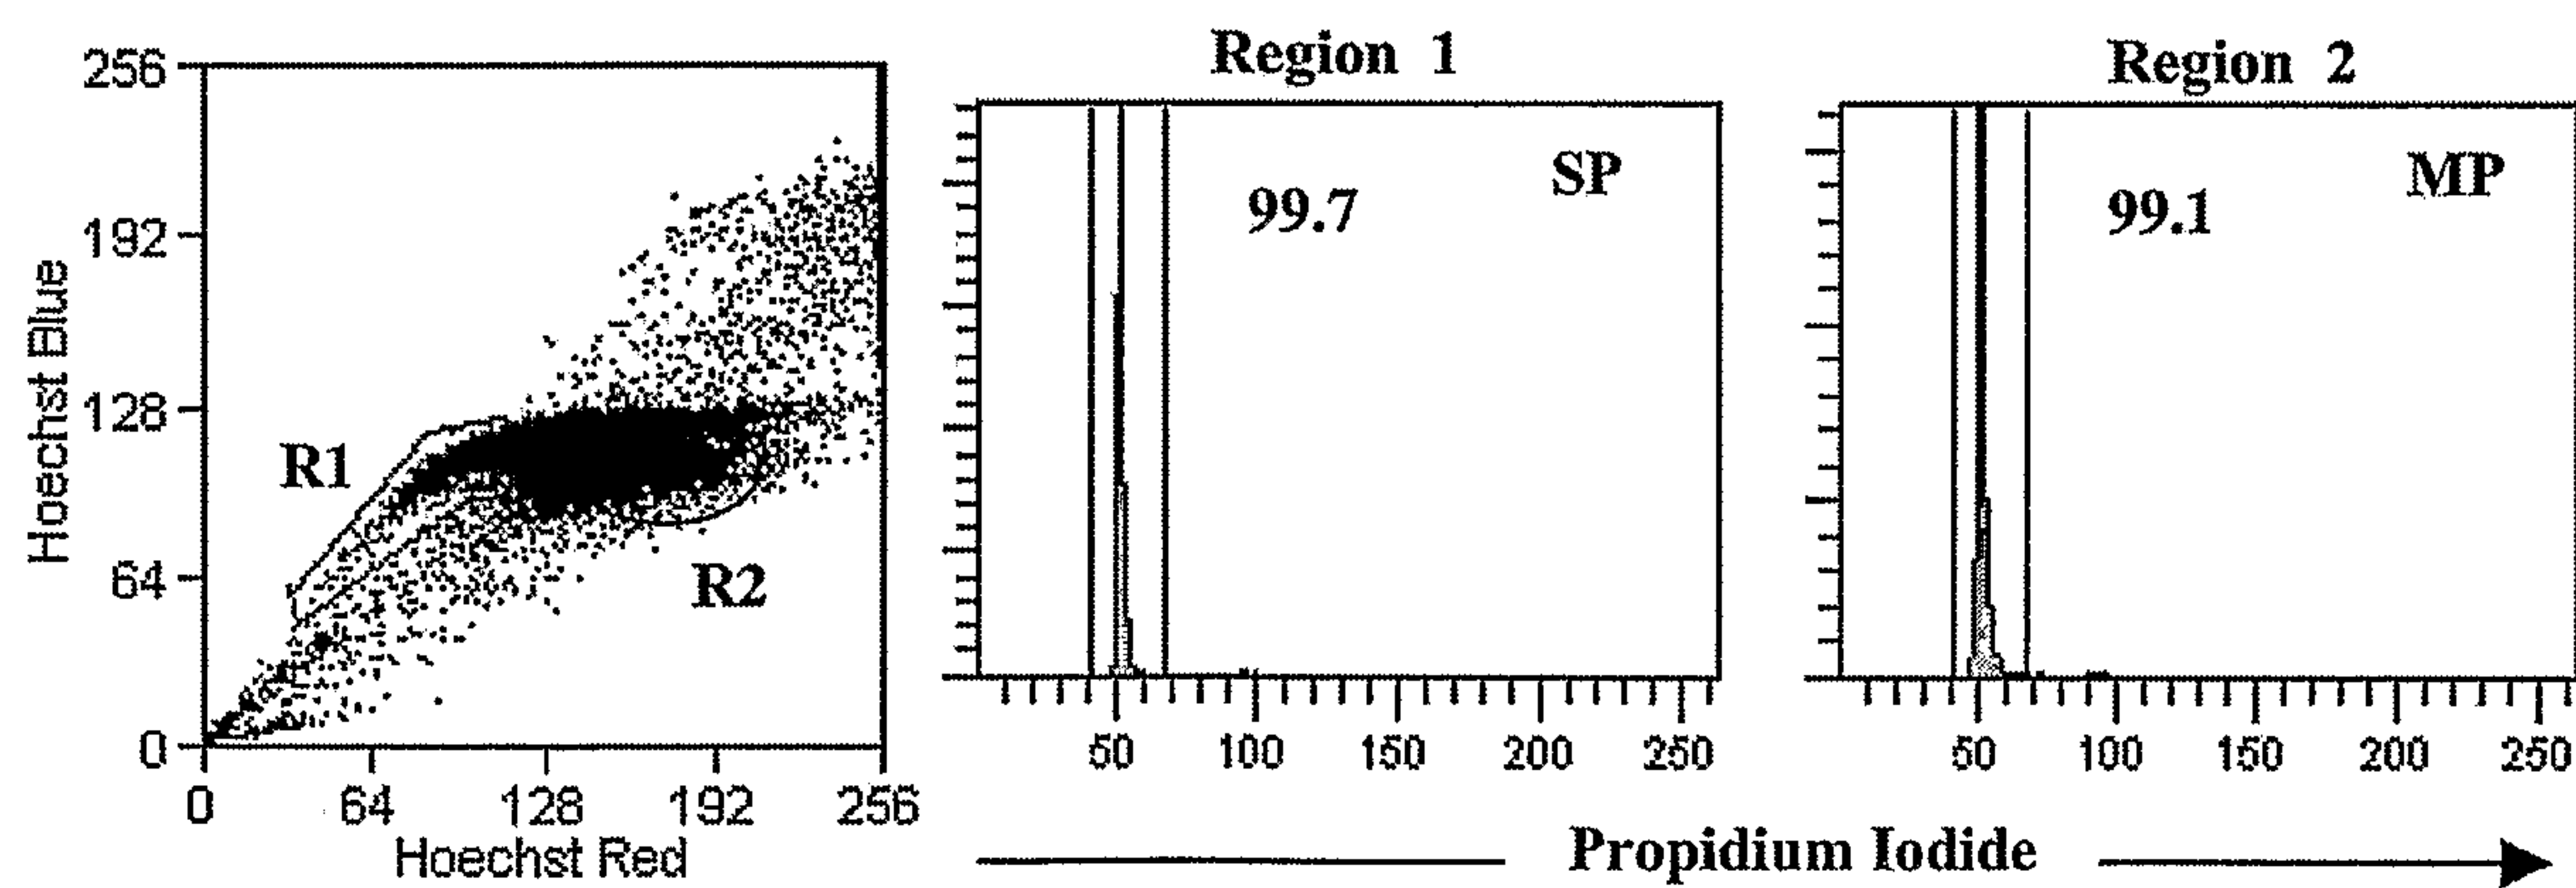 Hoechst Blue
256
192
128
64
0
0 64 128 192 256
Hoechst Red
R1
R2
Region 1
SP
99.7
50 100 150 200 250
Region 2
MP
99.1
50 100 150 200 250
Propidium Iodide